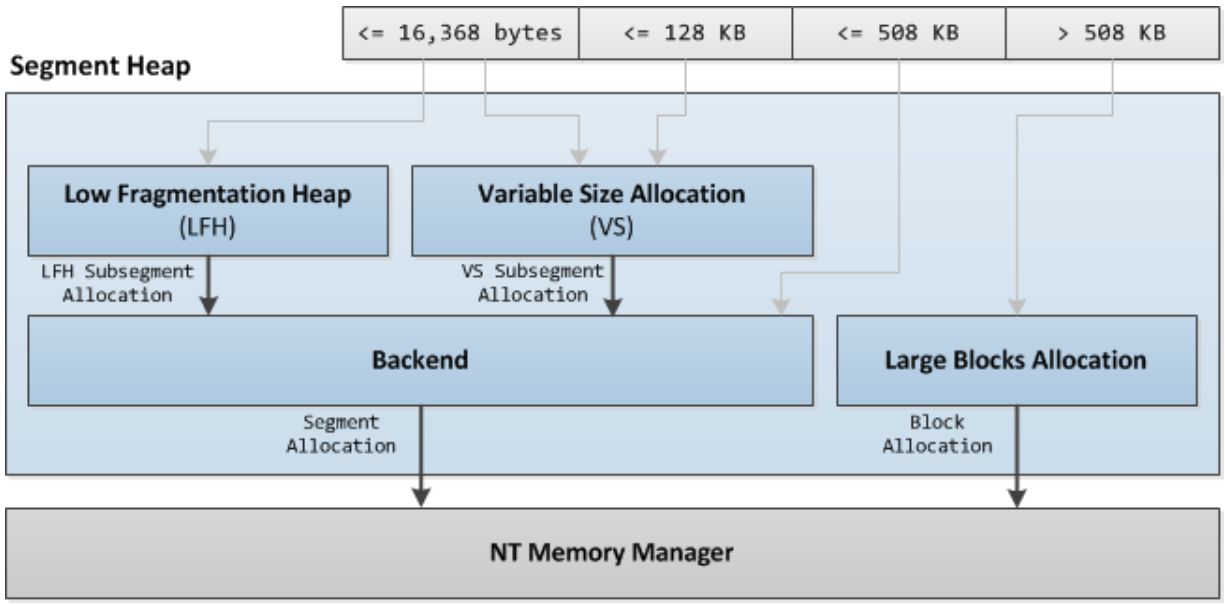 <= 16,368 bytes
<= 128 KB
<= 508 KB
> 508 KB
Segment Heap
Low Fragmentation Heap
(LFH)
Variable Size Allocation
(VS)
LFH Subsegment
Allocation
VS Subsegment
Allocation
Backend
Large Blocks Allocation
Segment
Allocation
Block
Allocation
NT Memory Manager